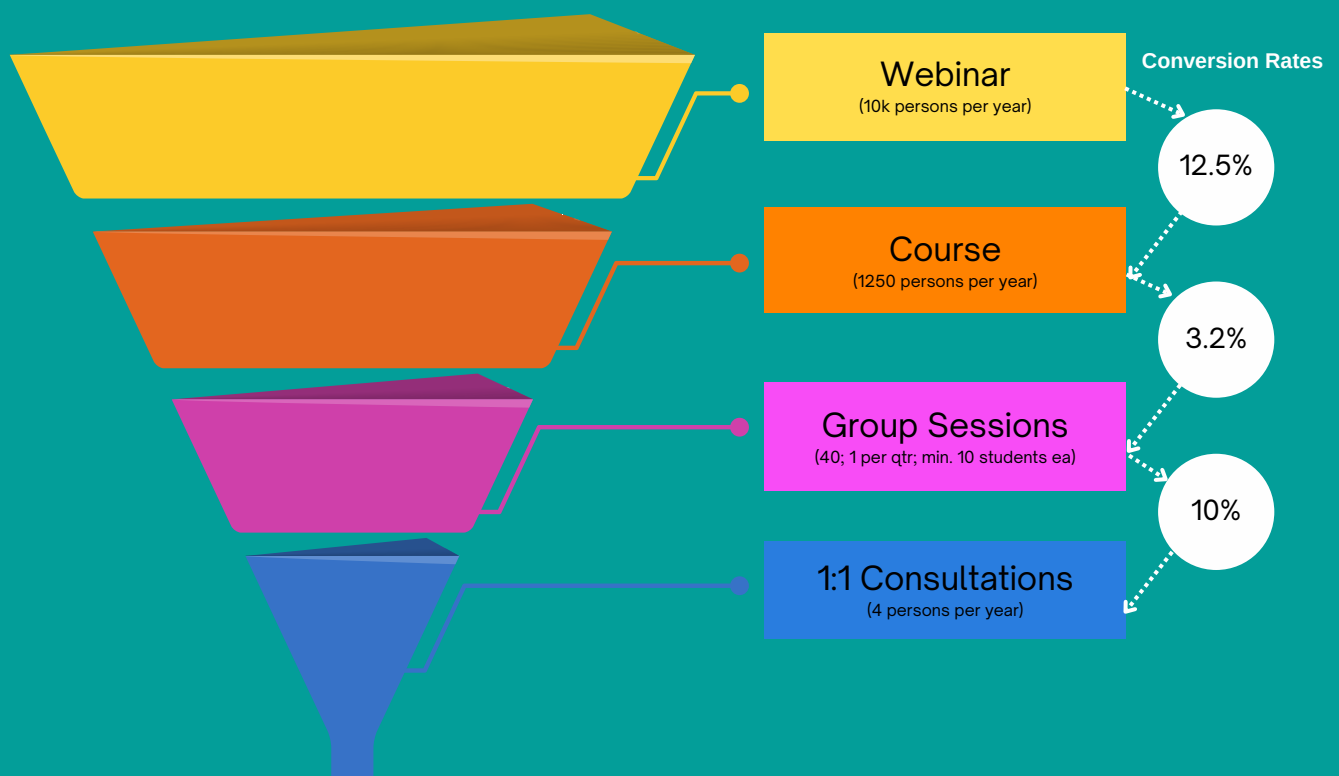 Webinar
(10k persons per year)
Conversion Rates
12.5%
Course
(1250 persons per year)
3.2%
Group Sessions
(40; 1 per qtr; min. 10 students ea)
10%
1:1 Consultations
(4 persons per year)